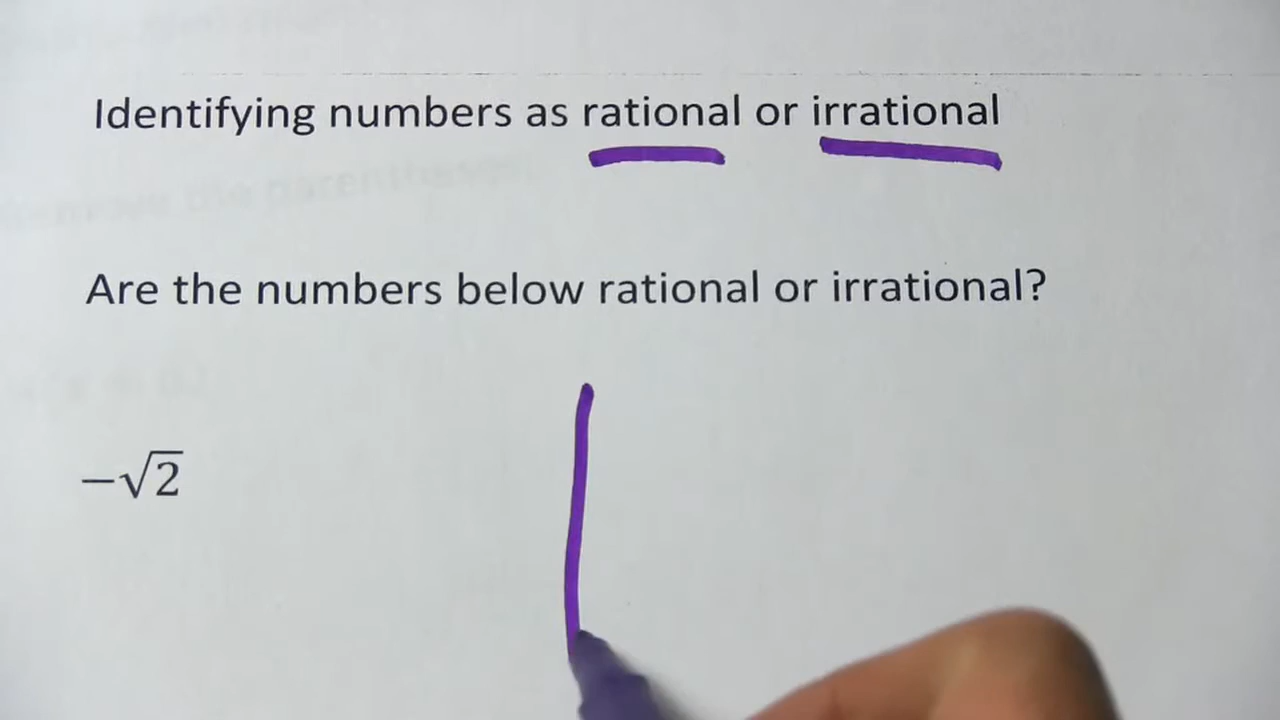 Identifying numbers as rational or irrational
Are the numbers below rational or irrational?
−√2